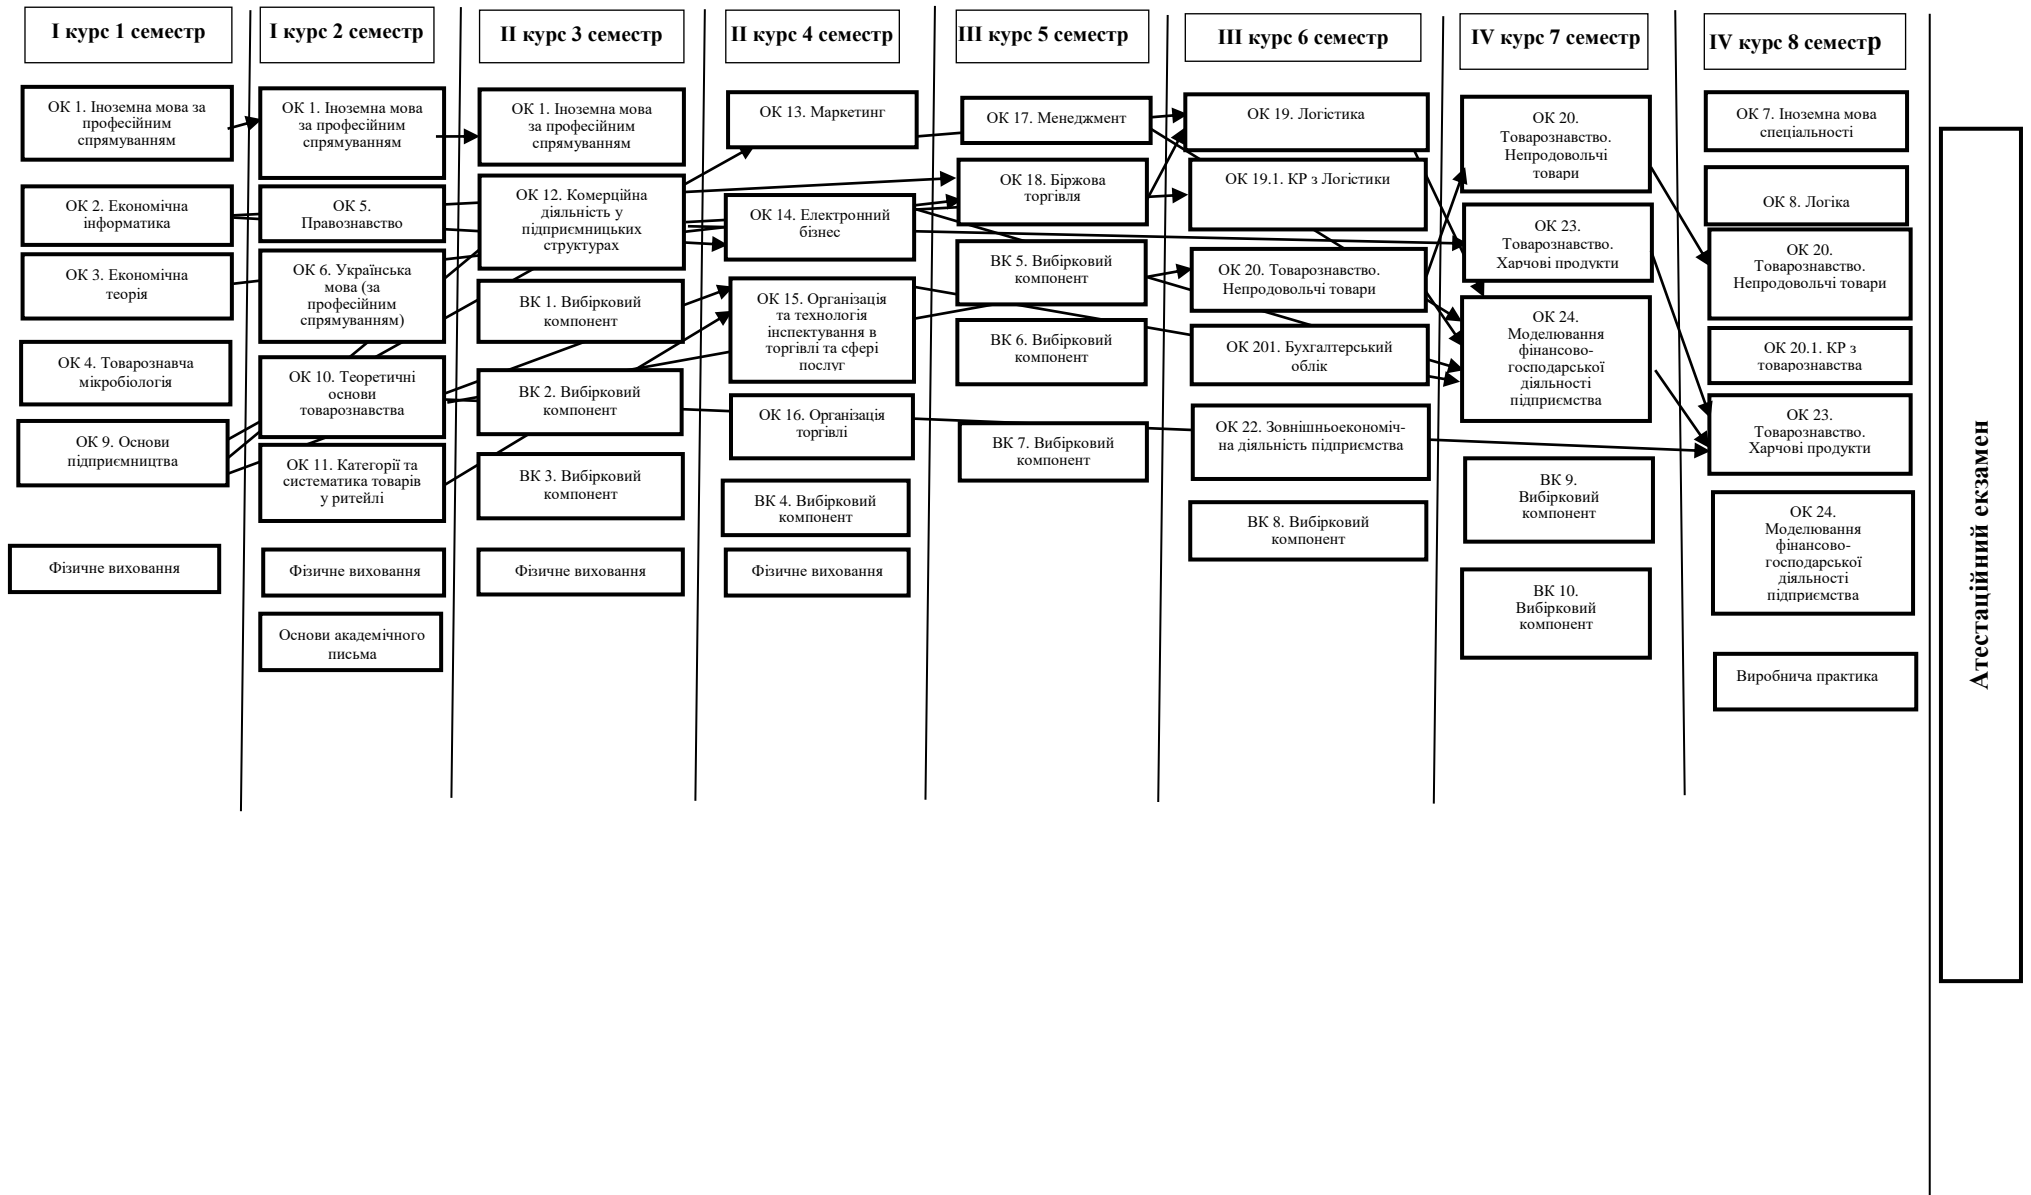 І курс 1 семестр
ОК 1. Іноземна мова за
професійним
спрямуванням
ОК 2. Економічна
інформатика
ОК 3. Економічна
теорія
ОК 4. Товарознавча
мікробіологія
ОК 9. Основи
підприємництва
Фізичне виховання
І курс 2 семестр
ОК 1. Іноземна мова
за професійним
спрямуванням
ОК 5.
Правознавство
ОК 6. Українська
мова (за
професійним
спрямуванням)
ОК 10. Теоретичні
основи
товарознавства
ОК 11. Категорії та
систематика товарів
у ритейлі
Фізичне виховання
Основи академічного
письма
ІІ курс 3 семестр
ОК 1. Іноземна мова
за професійним
спрямуванням
ОК 12. Комерційна
діяльність у
підприємницьких
структурах
ВК 1. Вибірковий
компонент
ВК 2. Вибірковий
компонент
ВК 3. Вибірковий
компонент
Фізичне виховання
ІІ курс 4 семестр
ОК 13. Маркетинг
ОК 14. Електронний
бізнес
ОК 15. Організація
та технологія
інспектування в
торгівлі та сфері
послуг
ОК 16. Організація
торгівлі
ВК 4. Вибірковий
компонент
Фізичне виховання
ІІІ курс 5 семестр
ОК 17. Менеджмент
ОК 18. Біржова
торгівля
ВК 5. Вибірковий
компонент
ВК 6. Вибірковий
компонент
ВК 7. Вибірковий
компонент
ІІІ курс 6 семестр
ОК 19. Логістика
ОК 19.1. КР з Логістики
ОК 20. Товарознавство.
Непродовольчі товари
ОК 201. Бухгалтерський
облік
ОК 22. Зовнішньоекономіч-
на діяльність підприємства
ВК 8. Вибірковий
компонент
IV курс 7 семестр
ОК 20.
Товарознавство.
Непродовольчі
товари
ОК 23.
Товарознавство.
Харчові продукти
ОК 24.
Моделювання
фінансово-
господарської
діяльності
підприємства
ВК 9.
Вибірковий
компонент
ВК 10.
Вибірковий
компонент
IV курс 8 семестр
ОК 7. Іноземна мова
спеціальності
ОК 8. Логіка
ОК 20.
Товарознавство.
Непродовольчі товари
ОК 20.1. КР з
товарознавства
ОК 23.
Товарознавство.
Харчові продукти
ОК 24.
Моделювання
фінансово-
господарської
діяльності
підприємства
Виробнича практика
Атестаційний екзамен